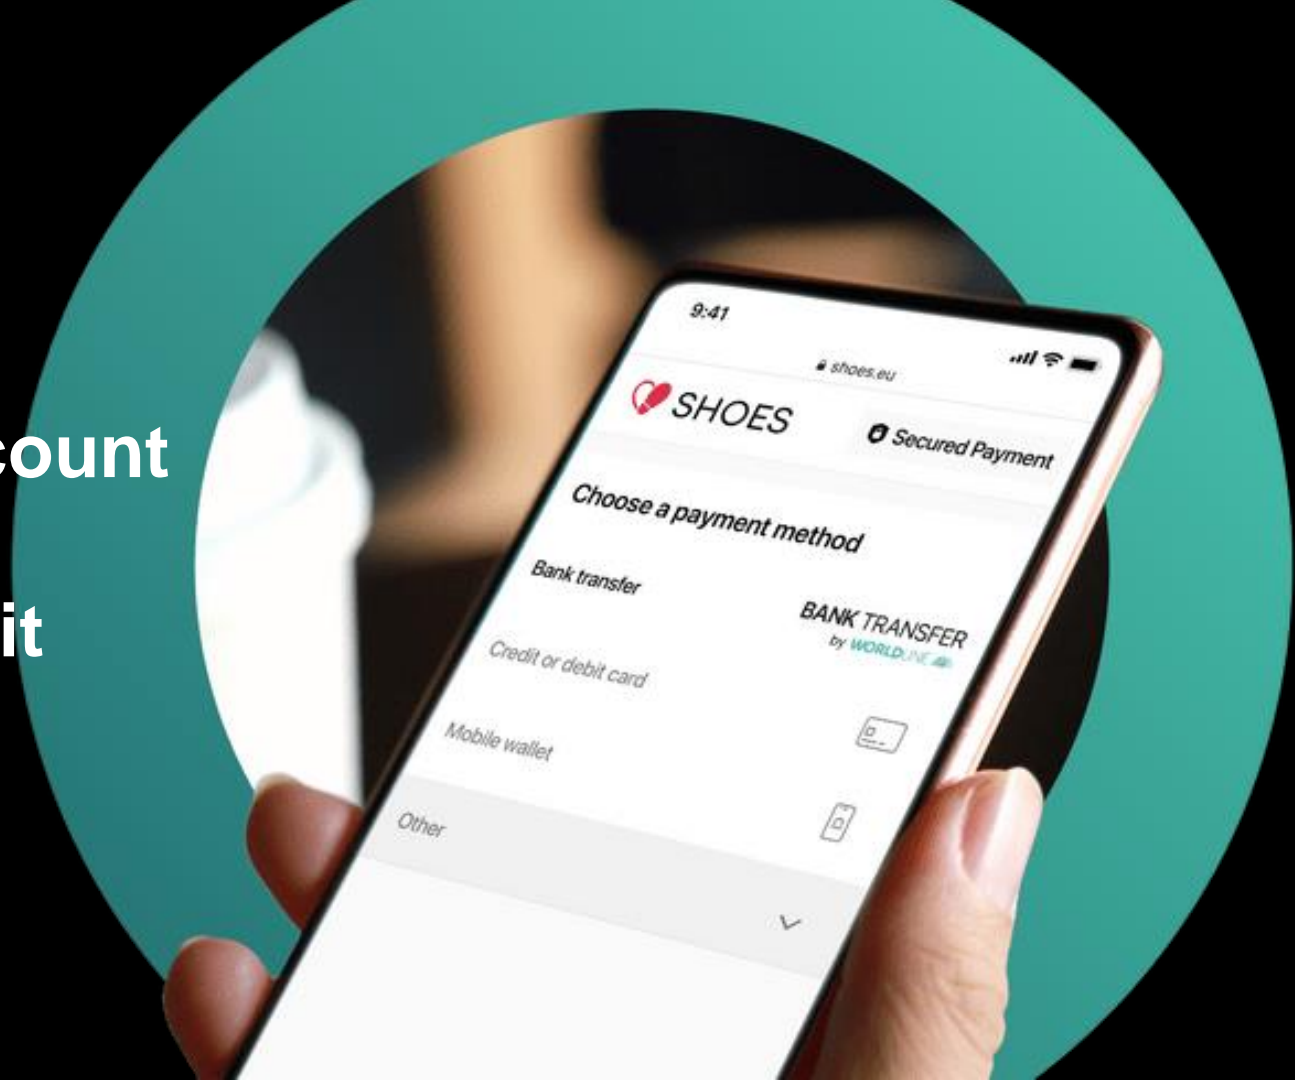 9:41
shoes.eu
SHOES
Secured Payment
Choose a payment method
Bank transfer
BANK TRANSFER
by WORLDLINE
Credit or debit card
Mobile wallet
Other
count
it